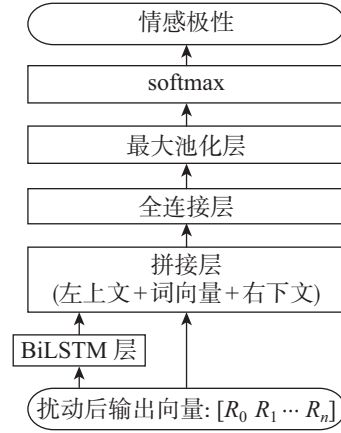 情感极性
softmax
最大池化层
全连接层
拼接层
(左上文+词向量+右下文)
BiLSTM 层
扰动后输出向量: [R₀ R₁ ··· Rₙ]